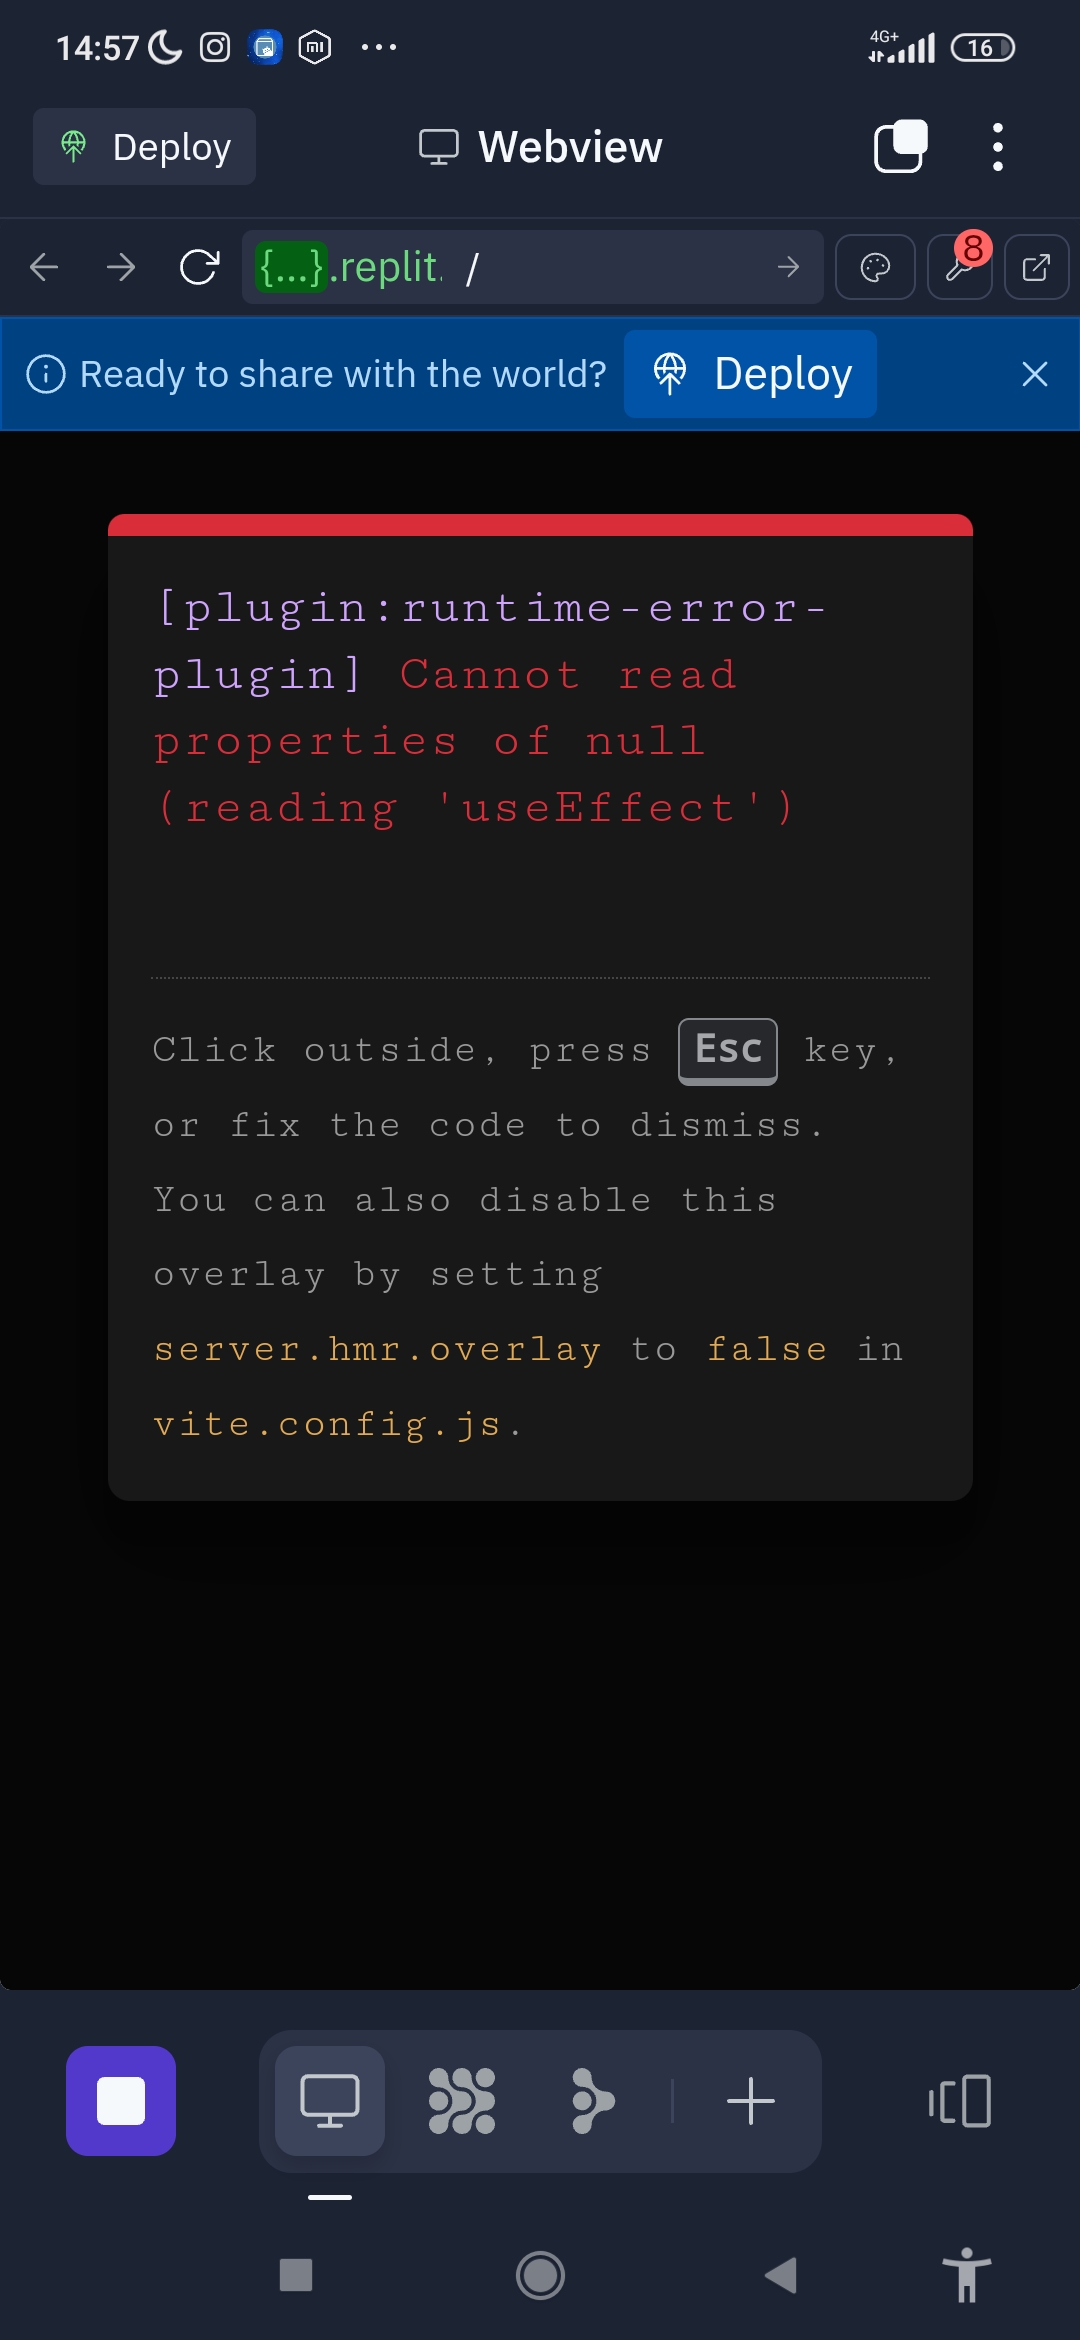 14:57 4G+ 16
Deploy Webview
{...}.replit. / 8
Ready to share with the world? Deploy
[plugin:runtime-error-
plugin] Cannot read
properties of null
(reading 'useEffect')
Click outside, press Esc key,
or fix the code to dismiss.
You can also disable this
overlay by setting
server.hmr.overlay to false in
vite.config.js.